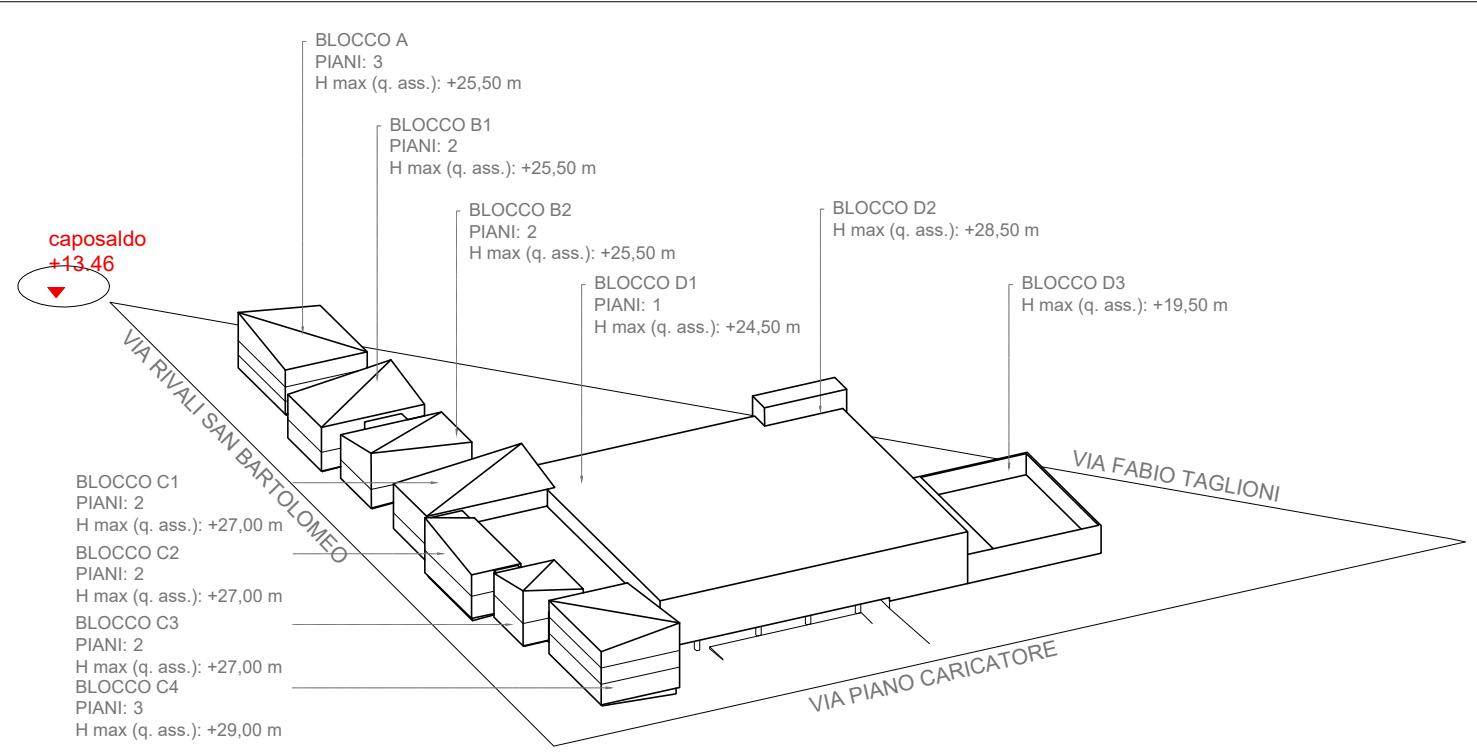 BLOCCO A
PIANI: 3
H max (q. ass.): +25,50 m
BLOCCO B1
PIANI: 2
H max (q. ass.): +25,50 m
BLOCCO B2
PIANI: 2
H max (q. ass.): +25,50 m
BLOCCO D2
H max (q. ass.): +28,50 m
caposaldo
+13.46
BLOCCO D1
PIANI: 1
H max (q. ass.): +24,50 m
BLOCCO D3
H max (q. ass.): +19,50 m
VIA RIVALI SAN BARTOLOMEO
VIA FABIO TAGLIONI
BLOCCO C1
PIANI: 2
H max (q. ass.): +27,00 m
BLOCCO C2
PIANI: 2
H max (q. ass.): +27,00 m
BLOCCO C3
PIANI: 2
H max (q. ass.): +27,00 m
BLOCCO C4
PIANI: 3
H max (q. ass.): +29,00 m
VIA PIANO CARICATORE